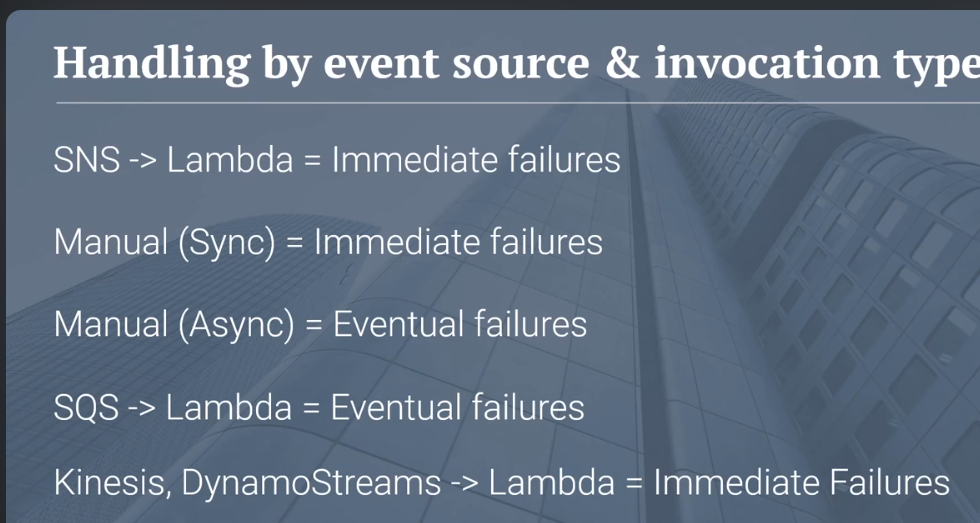 Handling by event source & invocation type
SNS -> Lambda = Immediate failures
Manual (Sync) = Immediate failures
Manual (Async) = Eventual failures
SQS -> Lambda = Eventual failures
Kinesis, DynamoStreams -> Lambda = Immediate Failures